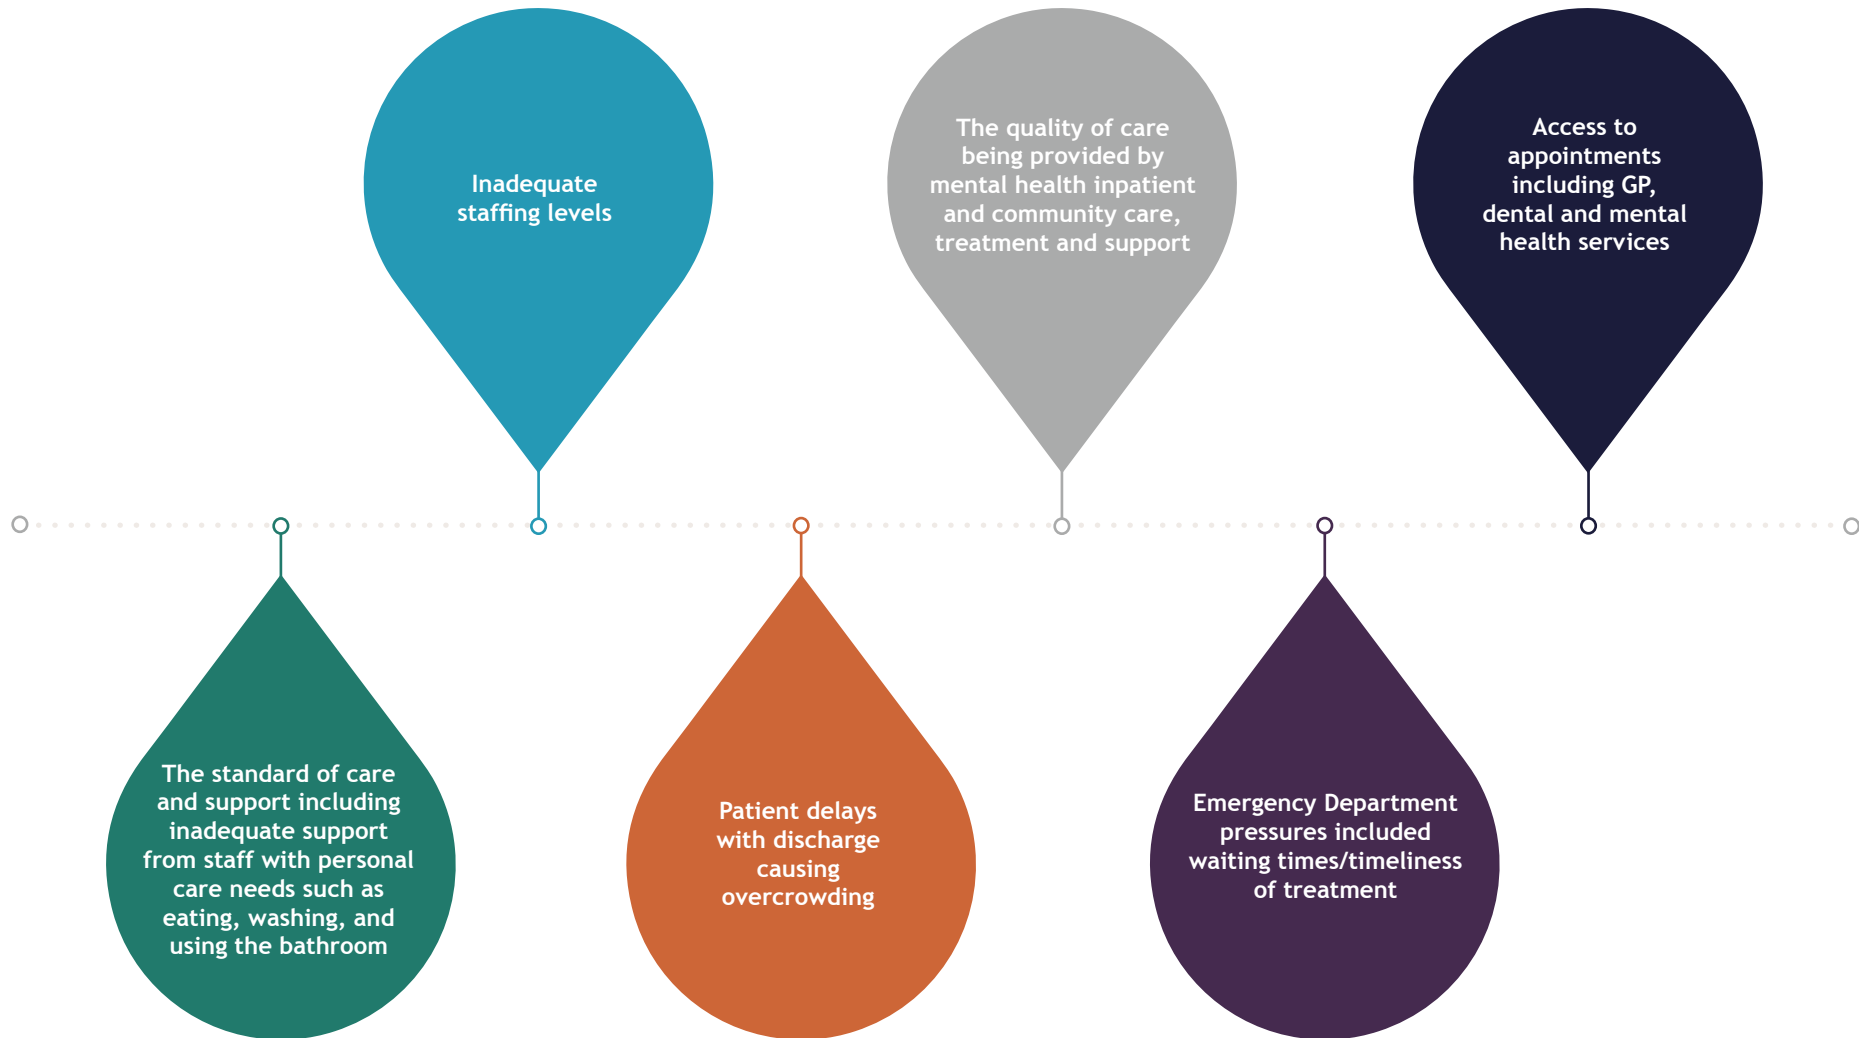 Inadequate
staffing levels
The quality of care
being provided by
mental health inpatient
and community care,
treatment and support
Access to
appointments
including GP,
dental and mental
health services
The standard of care
and support including
inadequate support
from staff with personal
care needs such as
eating, washing, and
using the bathroom
Patient delays
with discharge
causing
overcrowding
Emergency Department
pressures included
waiting times/timeliness
of treatment